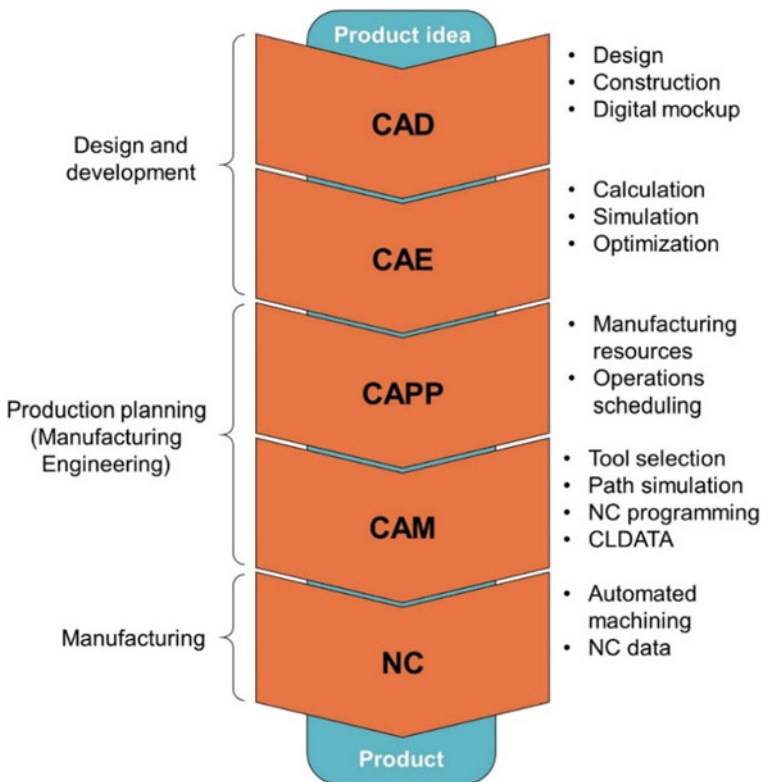 Product idea
CAD
• Design
• Construction
• Digital mockup
Design and
development
CAE
• Calculation
• Simulation
• Optimization
CAPP
• Manufacturing
resources
• Operations
scheduling
Production planning
(Manufacturing
Engineering)
CAM
• Tool selection
• Path simulation
• NC programming
• CLDATA
Manufacturing
NC
• Automated
machining
• NC data
Product